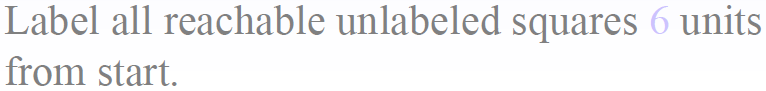 Label all reachable unlabeled squares 6 units
from start.